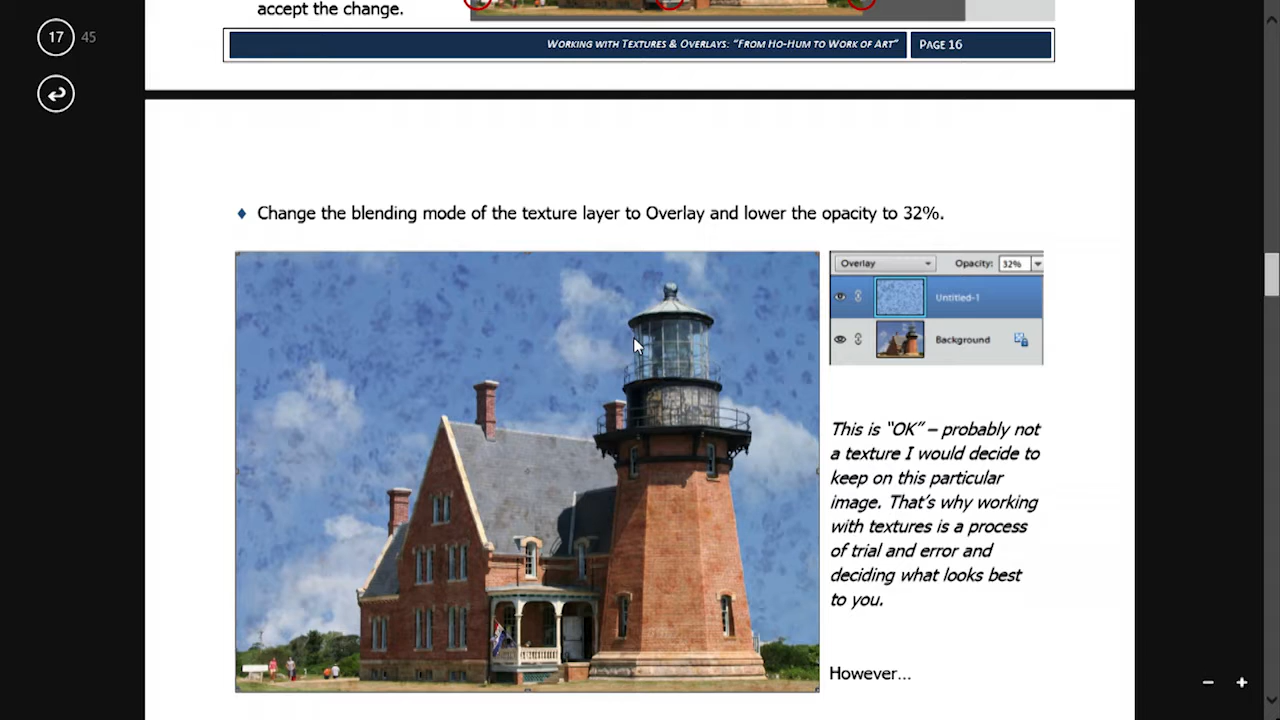 accept the change.
17 45
WORKING WITH TEXTURES & OVERLAYS: "FROM HO-HUM TO WORK OF ART" PAGE 16
Change the blending mode of the texture layer to Overlay and lower the opacity to 32%.
Overlay Opacity: 32%
Untitled-1
Background
This is "OK" – probably not
a texture I would decide to
keep on this particular
image. That's why working
with textures is a process
of trial and error and
deciding what looks best
to you.
However...